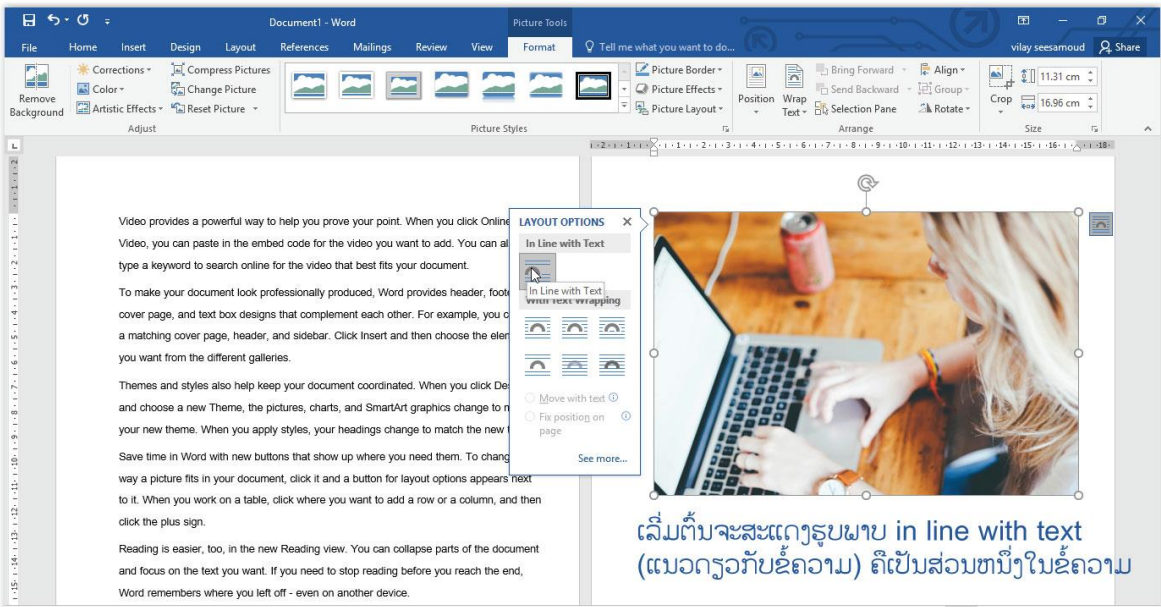 Document1 - Word
Picture Tools
File Home Insert Design Layout References Mailings Review View Format Tell me what you want to do... vilay seesamoud Share
Remove Background
Corrections
Color
Artistic Effects
Compress Pictures
Change Picture
Reset Picture
Picture Border
Picture Effects
Picture Layout
Position
Wrap Text
Bring Forward
Send Backward
Selection Pane
Align
Group
Rotate
Crop
11.31 cm
16.96 cm
Adjust Picture Styles Arrange Size
Video provides a powerful way to help you prove your point. When you click Online
Video, you can paste in the embed code for the video you want to add. You can al
type a keyword to search online for the video that best fits your document.
To make your document look professionally produced, Word provides header, foote
cover page, and text box designs that complement each other. For example, you c
a matching cover page, header, and sidebar. Click Insert and then choose the elem
you want from the different galleries.
Themes and styles also help keep your document coordinated. When you click De
and choose a new Theme, the pictures, charts, and SmartArt graphics change to m
your new theme. When you apply styles, your headings change to match the new t
Save time in Word with new buttons that show up where you need them. To chang
way a picture fits in your document, click it and a button for layout options appears next
to it. When you work on a table, click where you want to add a row or a column, and then
click the plus sign.
Reading is easier, too, in the new Reading view. You can collapse parts of the document
and focus on the text you want. If you need to stop reading before you reach the end,
Word remembers where you left off - even on another device.
LAYOUT OPTIONS
In Line with Text
In Line with Text
With Text Wrapping
Move with text
Fix position on
page
See more...
ເລີ່ມຕົ້ນຈະສະແດງຮູບພາບ in line with text
(ແນວດຽວກັບຂໍ້ຄວາມ) ຄືເປັນສ່ວນຫນຶ່ງໃນຂໍ້ຄວາມ